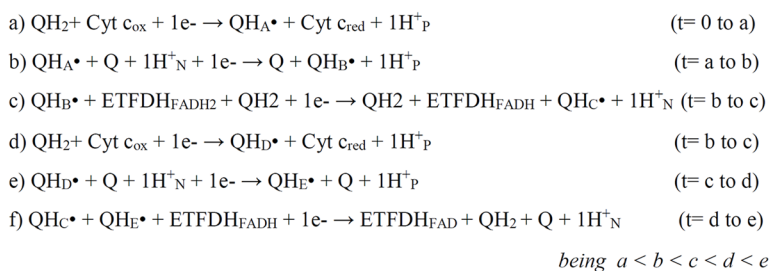 a) QH₂+ Cyt cₒₓ + 1e- → QHA• + Cyt cred + 1H⁺P (t= 0 to a)
b) QHA• + Q + 1H⁺N + 1e- → Q + QHB• + 1H⁺P (t= a to b)
c) QHB• + ETFDHFADH2 + QH2 + 1e- → QH2 + ETFDHFADH + QHC• + 1H⁺N (t= b to c)
d) QH₂+ Cyt cₒₓ + 1e- → QHD• + Cyt cred + 1H⁺P (t= b to c)
e) QHD• + Q + 1H⁺N + 1e- → QHE• + Q + 1H⁺P (t= c to d)
f) QHC• + QHE• + ETFDHFADH + 1e- → ETFDHFAD + QH₂ + Q + 1H⁺N (t= d to e)
being a < b < c < d < e